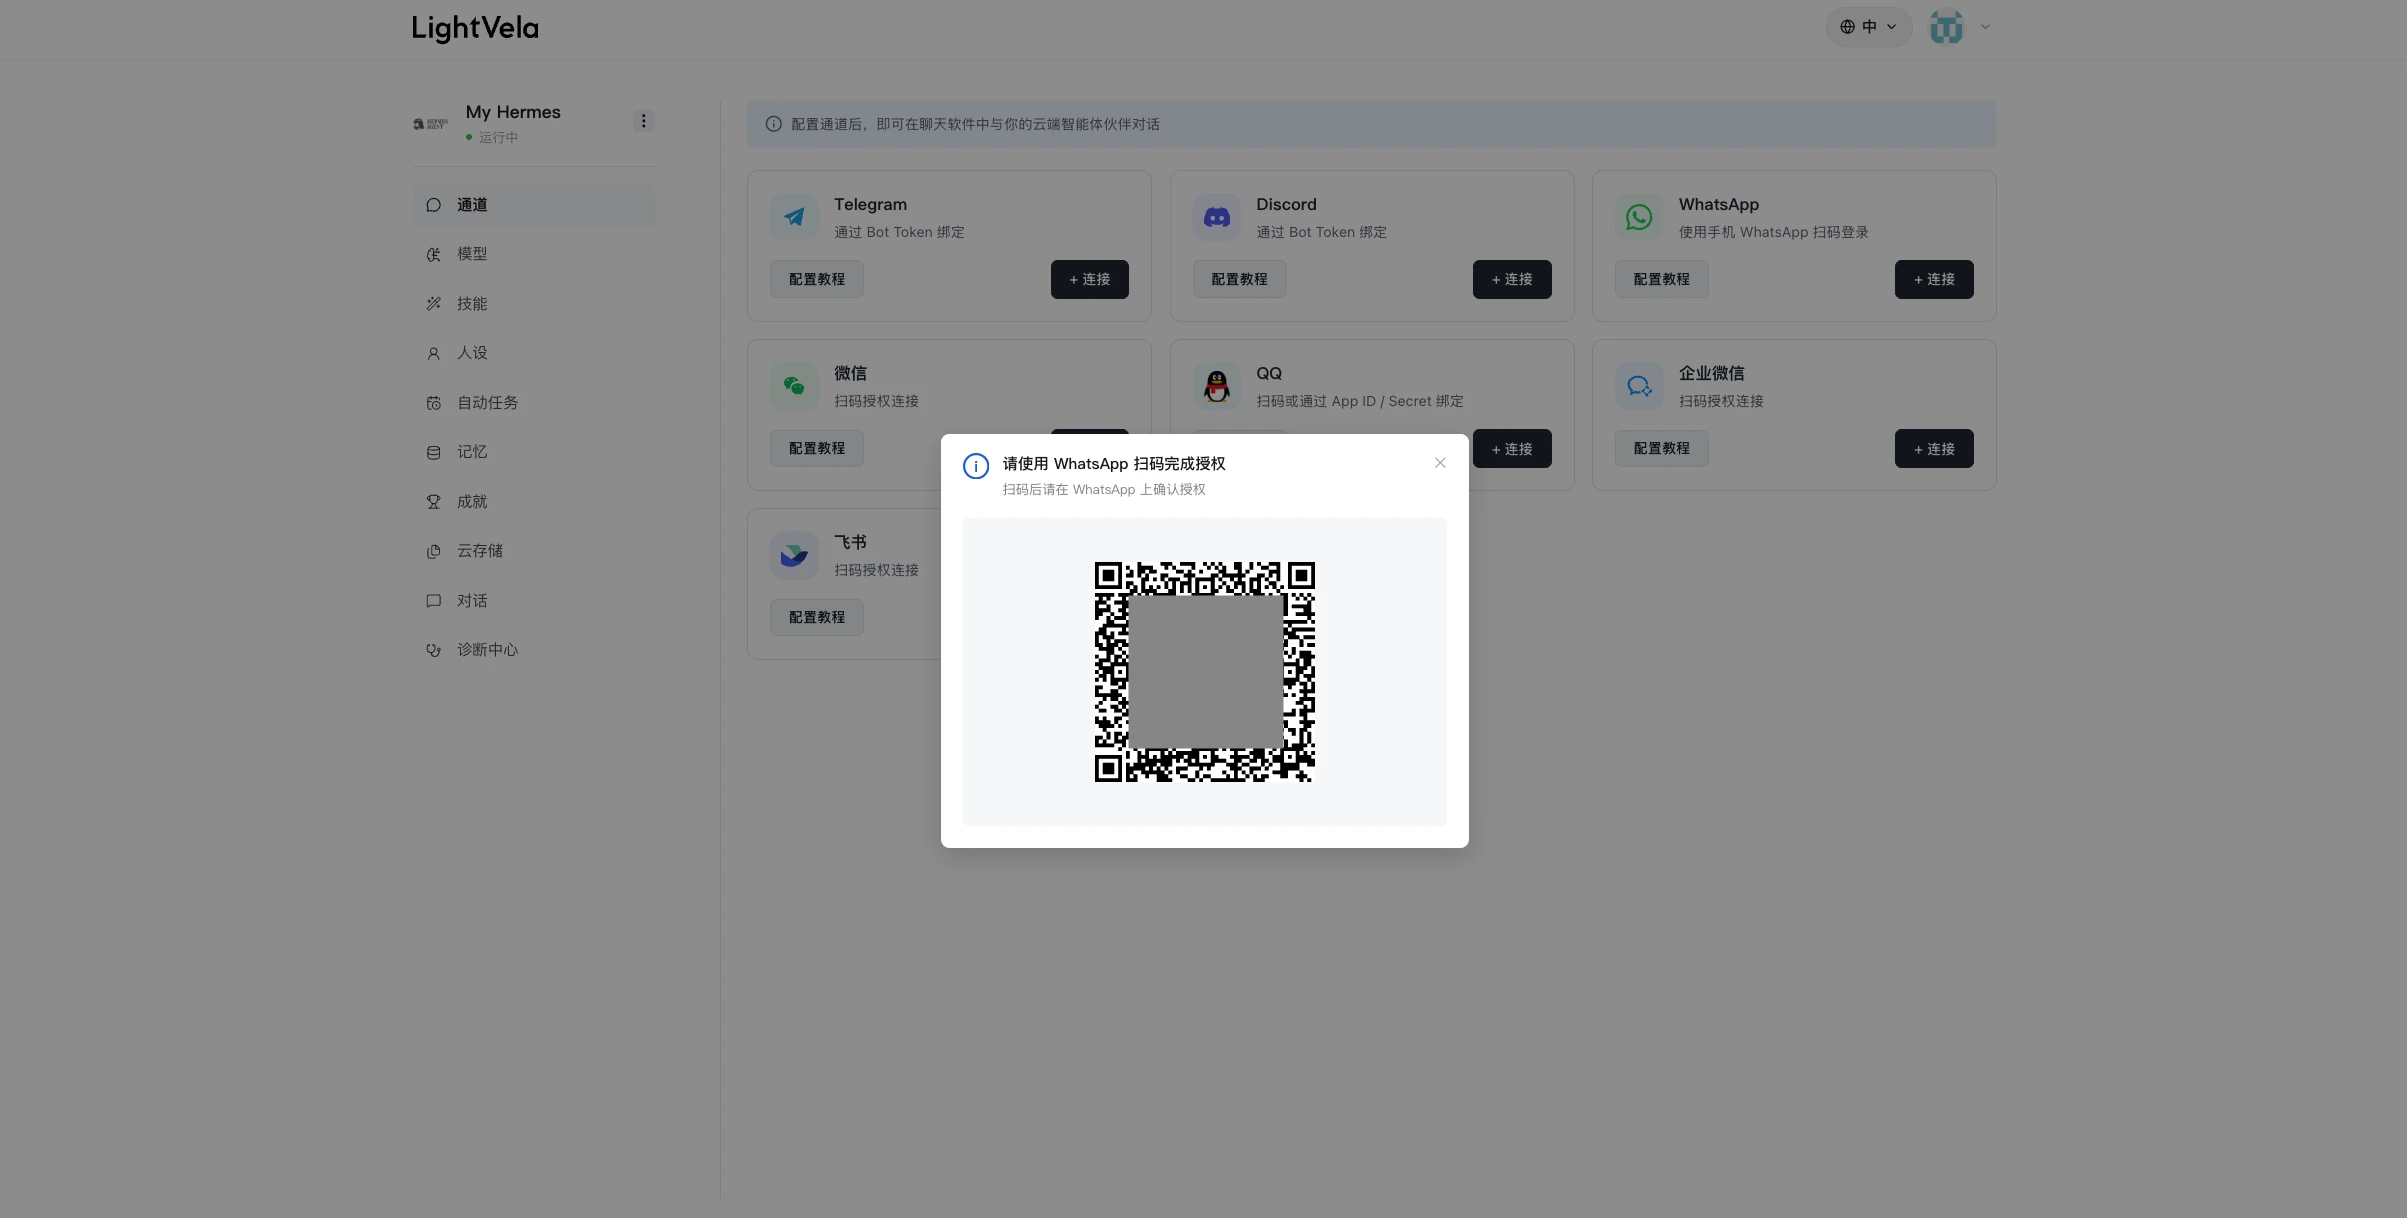 LightVela
中
My Hermes
运行中
通道
模型
技能
人设
自动任务
记忆
成就
云存储
对话
诊断中心
配置通道后，即可在聊天软件中与你的云端智能体伙伴对话
Telegram
通过 Bot Token 绑定
配置教程
+ 连接
Discord
通过 Bot Token 绑定
配置教程
+ 连接
WhatsApp
使用手机 WhatsApp 扫码登录
配置教程
+ 连接
微信
扫码授权连接
配置教程
QQ
扫码或通过 App ID / Secret 绑定
+ 连接
企业微信
扫码授权连接
配置教程
+ 连接
飞书
扫码授权连接
配置教程
请使用 WhatsApp 扫码完成授权
扫码后请在 WhatsApp 上确认授权